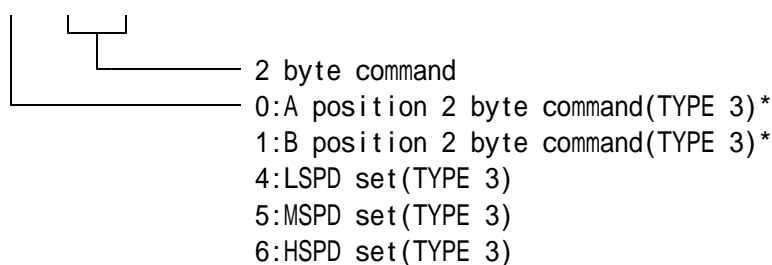 2 byte command
0:A position 2 byte command(TYPE 3)*
1:B position 2 byte command(TYPE 3)*
4:LSPD set(TYPE 3)
5:MSPD set(TYPE 3)
6:HSPD set(TYPE 3)